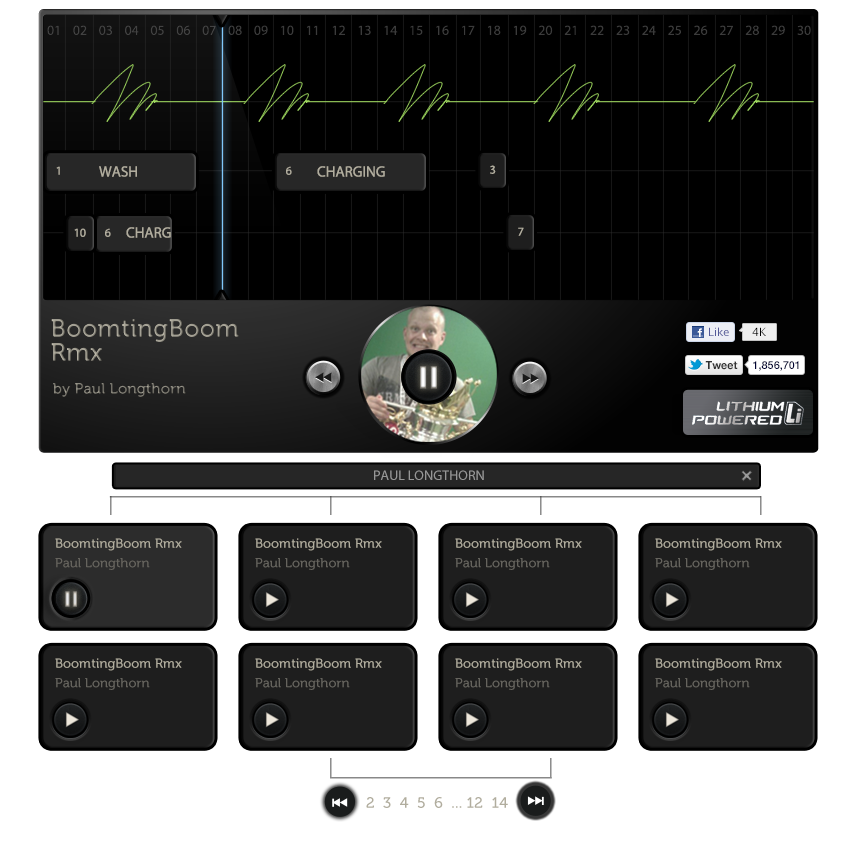 01 02 03 04 05 06 07 08 09 10 11 12 13 14 15 16 17 18 19 20 21 22 23 24 25 26 27 28 29 30
1 WASH 6 CHARGING 3
10 6 CHARG 7
BoomtingBoom
Rmx
by Paul Longthorn
Like 4K
Tweet 1,856,701
LITHIUM
POWERED Li
PAUL LONGTHORN ×
BoomtingBoom Rmx BoomtingBoom Rmx BoomtingBoom Rmx BoomtingBoom Rmx
Paul Longthorn Paul Longthorn Paul Longthorn Paul Longthorn
BoomtingBoom Rmx BoomtingBoom Rmx BoomtingBoom Rmx BoomtingBoom Rmx
Paul Longthorn Paul Longthorn Paul Longthorn Paul Longthorn
2 3 4 5 6 ... 12 14